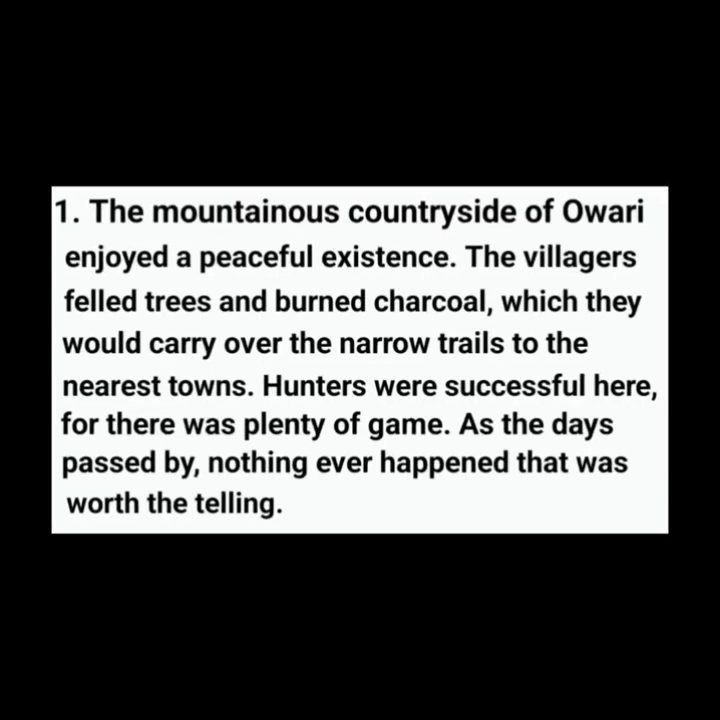 1. The mountainous countryside of Owari
enjoyed a peaceful existence. The villagers
felled trees and burned charcoal, which they
would carry over the narrow trails to the
nearest towns. Hunters were successful here,
for there was plenty of game. As the days
passed by, nothing ever happened that was
worth the telling.